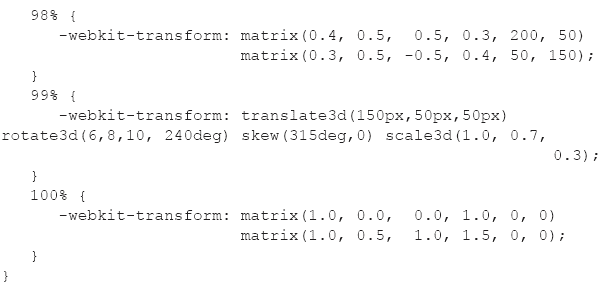 98% {
-webkit-transform: matrix(0.4, 0.5,  0.5, 0.3, 200, 50)
matrix(0.3, 0.5, -0.5, 0.4, 50, 150);
}
99% {
-webkit-transform: translate3d(150px,50px,50px)
rotate3d(6,8,10, 240deg) skew(315deg,0) scale3d(1.0, 0.7,
0.3);
}
100% {
-webkit-transform: matrix(1.0, 0.0,  0.0, 1.0, 0, 0)
matrix(1.0, 0.5,  1.0, 1.5, 0, 0);
}
}